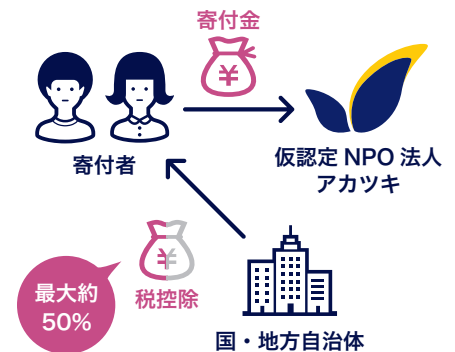 寄付金
¥
寄付者
仮認定 NPO 法人
アカツキ
¥
税控除
最大約
50%
国・地方自治体